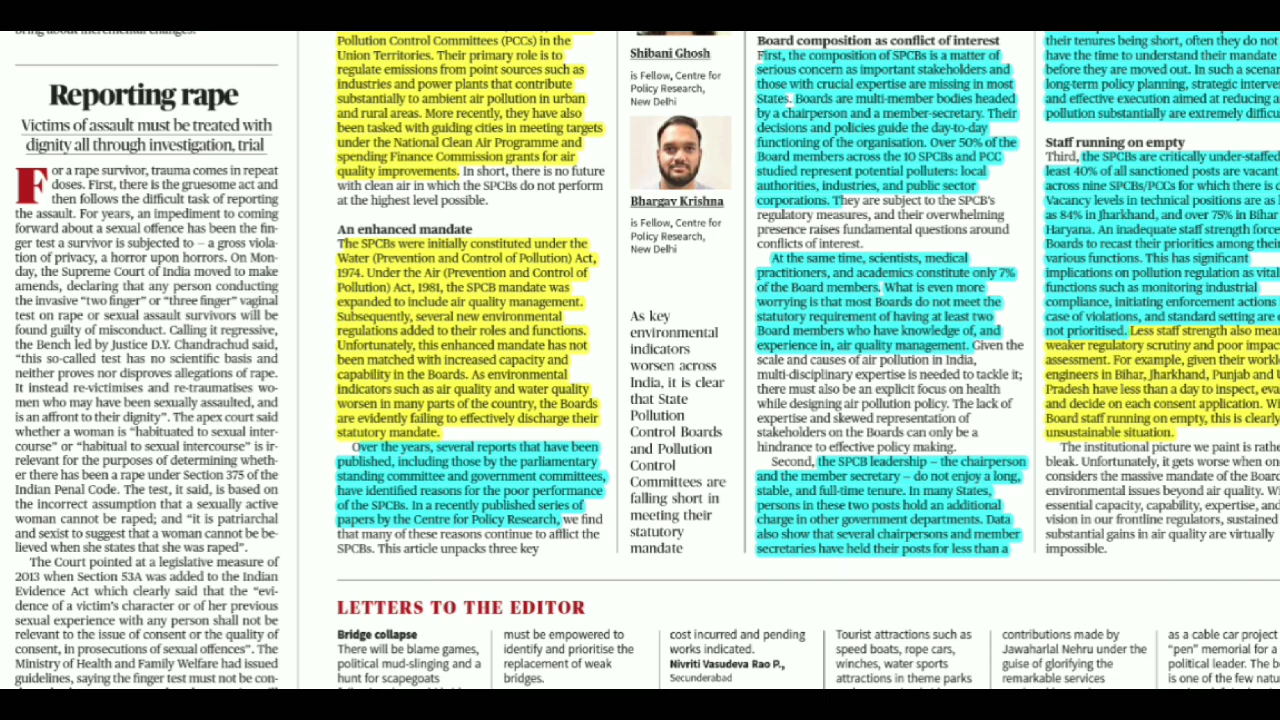 Reporting rape
Victims of assault must be treated with
dignity all through investigation, trial
For a rape survivor, trauma comes in repeat
doses. First, there is the gruesome act and
then follows the difficult task of reporting
the assault. For years, an impediment to coming
forward about a sexual offence has been the fin-
ger test a survivor is subjected to — a gross viola-
tion of privacy, a horror upon horrors. On Mon-
day, the Supreme Court of India moved to make
amends, declaring that any person conducting
the invasive “two finger” or “three finger” vaginal
test on rape or sexual assault survivors will be
found guilty of misconduct. Calling it regressive,
the Bench led by Justice D.Y. Chandrachud said,
“this so-called test has no scientific basis and
neither proves nor disproves allegations of rape.
It instead re-victimises and re-traumatises wo-
men who may have been sexually assaulted, and
is an affront to their dignity”. The apex court said
whether a woman is “habituated to sexual inter-
course” or “habitual to sexual intercourse” is ir-
relevant for the purposes of determining wheth-
er there has been a rape under Section 375 of the
Indian Penal Code. The test, it said, is based on
the incorrect assumption that a sexually active
woman cannot be raped; and “it is patriarchal
and sexist to suggest that a woman cannot be be-
lieved when she states that she was raped”.
The Court pointed at a legislative measure of
2013 when Section 53A was added to the Indian
Evidence Act which clearly said that the “evi-
dence of a victim’s character or of her previous
sexual experience with any person shall not be
relevant to the issue of consent or the quality of
consent, in prosecutions of sexual offences”. The
Ministry of Health and Family Welfare had issued
guidelines, saying the finger test must not be con-
Pollution Control Committees (PCCs) in the
Union Territories. Their primary role is to
regulate emissions from point sources such as
industries and power plants that contribute
substantially to ambient air pollution in urban
and rural areas. More recently, they have also
been tasked with guiding cities in meeting targets
under the National Clean Air Programme and
spending Finance Commission grants for air
quality improvements. In short, there is no future
with clean air in which the SPCBs do not perform
at the highest level possible.
An enhanced mandate
The SPCBs were initially constituted under the
Water (Prevention and Control of Pollution) Act,
1974. Under the Air (Prevention and Control of
Pollution) Act, 1981, the SPCB mandate was
expanded to include air quality management.
Subsequently, several new environmental
regulations added to their roles and functions.
Unfortunately, this enhanced mandate has not
been matched with increased capacity and
capability in the Boards. As environmental
indicators such as air quality and water quality
worsen in many parts of the country, the Boards
are evidently failing to effectively discharge their
statutory mandate.
Over the years, several reports that have been
published, including those by the parliamentary
standing committee and government committees,
have identified reasons for the poor performance
of the SPCBs. In a recently published series of
papers by the Centre for Policy Research, we find
that many of these reasons continue to afflict the
SPCBs. This article unpacks three key
Shibani Ghosh
is Fellow, Centre for
Policy Research,
New Delhi
Bhargav Krishna
is Fellow, Centre for
Policy Research,
New Delhi
As key
environmental
indicators
worsen across
India, it is clear
that State
Pollution
Control Boards
and Pollution
Control
Committees are
falling short in
meeting their
statutory
mandate
Board composition as conflict of interest
First, the composition of SPCBs is a matter of
serious concern as important stakeholders and
those with crucial expertise are missing in most
States. Boards are multi-member bodies headed
by a chairperson and a member-secretary. Their
decisions and policies guide the day-to-day
functioning of the organisation. Over 50% of the
Board members across the 10 SPCBs and PCC
studied represent potential polluters: local
authorities, industries, and public sector
corporations. They are subject to the SPCB’s
regulatory measures, and their overwhelming
presence raises fundamental questions around
conflicts of interest.
At the same time, scientists, medical
practitioners, and academics constitute only 7%
of the Board members. What is even more
worrying is that most Boards do not meet the
statutory requirement of having at least two
Board members who have knowledge of, and
experience in, air quality management. Given the
scale and causes of air pollution in India,
multi-disciplinary expertise is needed to tackle it;
there must also be an explicit focus on health
while designing air pollution policy. The lack of
expertise and skewed representation of
stakeholders on the Boards can only be a
hindrance to effective policy making.
Second, the SPCB leadership — the chairperson
and the member secretary — do not enjoy a long,
stable, and full-time tenure. In many States,
persons in these two posts hold an additional
charge in other government departments. Data
also show that several chairpersons and member
secretaries have held their posts for less than a
their tenures being short, often they do not
have the time to understand their mandate
before they are moved out. In such a scenar
long-term policy planning, strategic interven
and effective execution aimed at reducing a
pollution substantially are extremely difficu
Staff running on empty
Third, the SPCBs are critically under-staffed
least 40% of all sanctioned posts are vacant
across nine SPCBs/PCCs for which there is d
Vacancy levels in technical positions are as
as 84% in Jharkhand, and over 75% in Bihar
Haryana. An inadequate staff strength force
Boards to recast their priorities among their
various functions. This has significant
implications on pollution regulation as vital
functions such as monitoring industrial
compliance, initiating enforcement actions
case of violations, and standard setting are o
not prioritised. Less staff strength also mean
weaker regulatory scrutiny and poor impac
assessment. For example, given their worklo
engineers in Bihar, Jharkhand, Punjab and U
Pradesh have less than a day to inspect, eva
and decide on each consent application. Wi
Board staff running on empty, this is clearly
unsustainable situation.
The institutional picture we paint is rathe
bleak. Unfortunately, it gets worse when on
considers the massive mandate of the Board
environmental issues beyond air quality. Wi
essential capacity, capability, expertise, and
vision in our frontline regulators, sustained
substantial gains in air quality are virtually
impossible.
LETTERS TO THE EDITOR
Bridge collapse
There will be blame games,
political mud-slinging and a
hunt for scapegoats
must be empowered to
identify and prioritise the
replacement of weak
bridges.
cost incurred and pending
works indicated.
Nivriti Vasudeva Rao P.,
Secunderabad
Tourist attractions such as
speed boats, rope cars,
winches, water sports
attractions in theme parks
contributions made by
Jawaharlal Nehru under the
guise of glorifying the
remarkable services
as a cable car project
“pen” memorial for a
political leader. The b
is one of the few natu